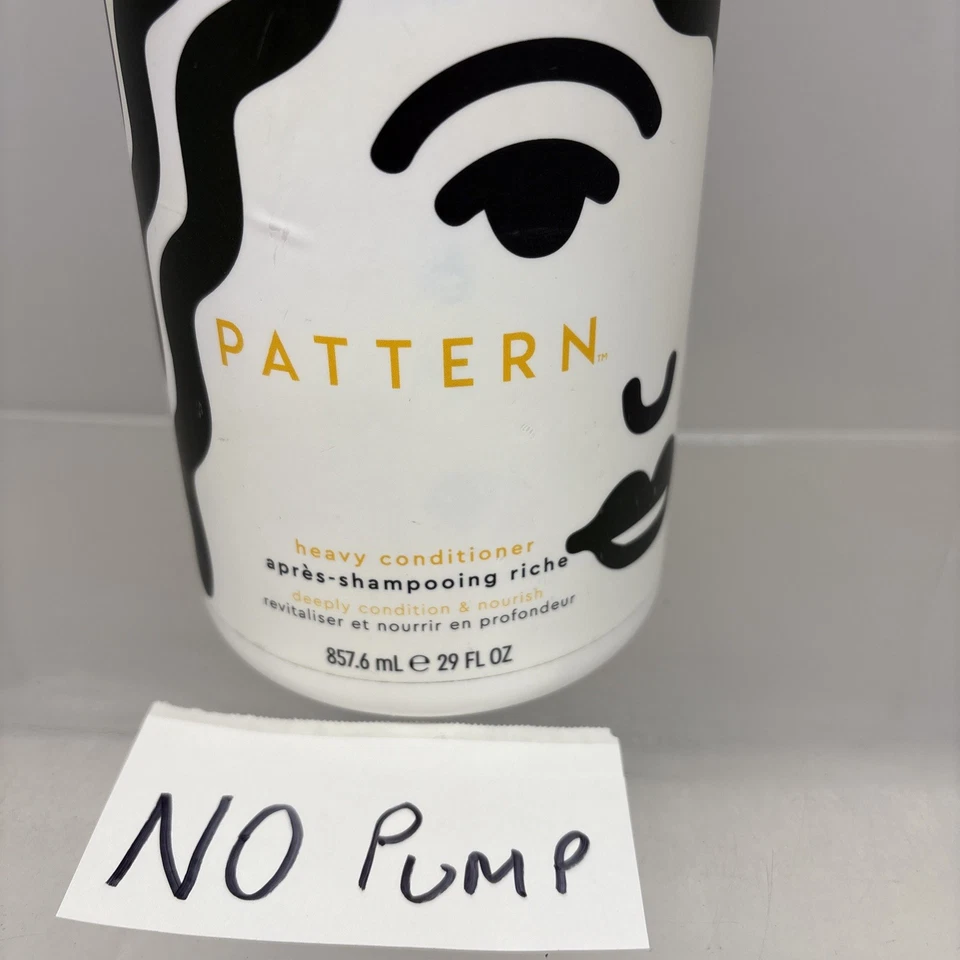 PATTERN™
heavy conditioner
après-shampooing riche
deeply condition & nourish
revitaliser et nourrir en profondeur
857.6 mL ℮ 29 FL OZ
NO PUMP